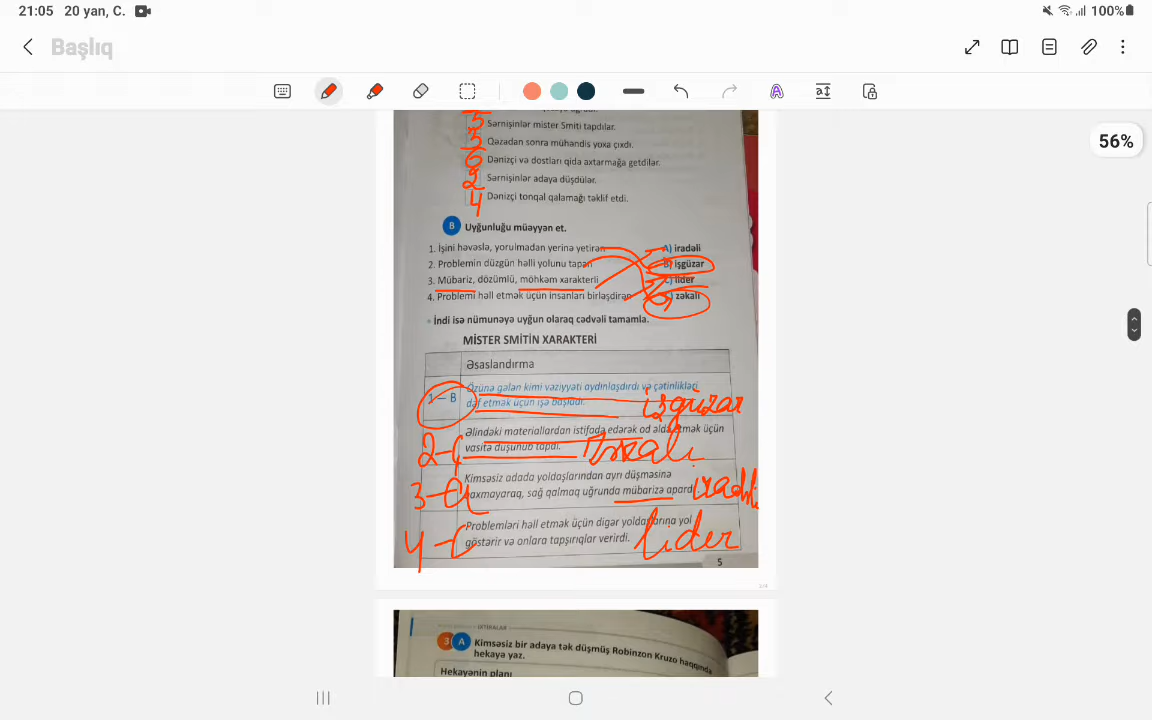 21:05 20 yan, C. 100%
Başlıq
56%
5 Sərnişinlər mister Smiti tapdılar.
3 Qəzadan sonra mühəndis yoxa çıxdı.
6 Dənizçi və dostları qida axtarmağa getdilər.
2 Sərnişinlər adaya düşdülər.
4 Dənizçi tonqal qalamağı təklif etdi.
B Uyğunluğu müəyyən et.
1. İşini həvəslə, yorulmadan yerinə yetirən A) iradəli
2. Problemin düzgün həlli yolunu tapan B) işgüzar
3. Mübariz, dözümlü, möhkəm xarakterli C) lider
4. Problemi həll etmək üçün insanları birləşdirən zəkalı
• İndi isə nümunəyə uyğun olaraq cədvəli tamamla.
MİSTER SMİTİN XARAKTERİ
Əsaslandırma
1 – B Özünə gələn kimi vəziyyəti aydınlaşdırdı və çətinlikləri
dəf etmək üçün işə başladı. işgüzar
Əlindəki materiallardan istifadə edərək od əldə etmək üçün
vasitə düşünüb tapdı.
Kimsəsiz adada yoldaşlarından ayrı düşməsinə
baxmayaraq, sağ qalmaq uğrunda mübarizə apardı.
Problemləri həll etmək üçün digər yoldaşlarına yol
göstərir və onlara tapşırıqlar verirdi. lider
4 – C
5
3 A Kimsəsiz bir adaya tək düşmüş Robinzon Kruzo haqqında
hekayə yaz.
Hekayənin planı